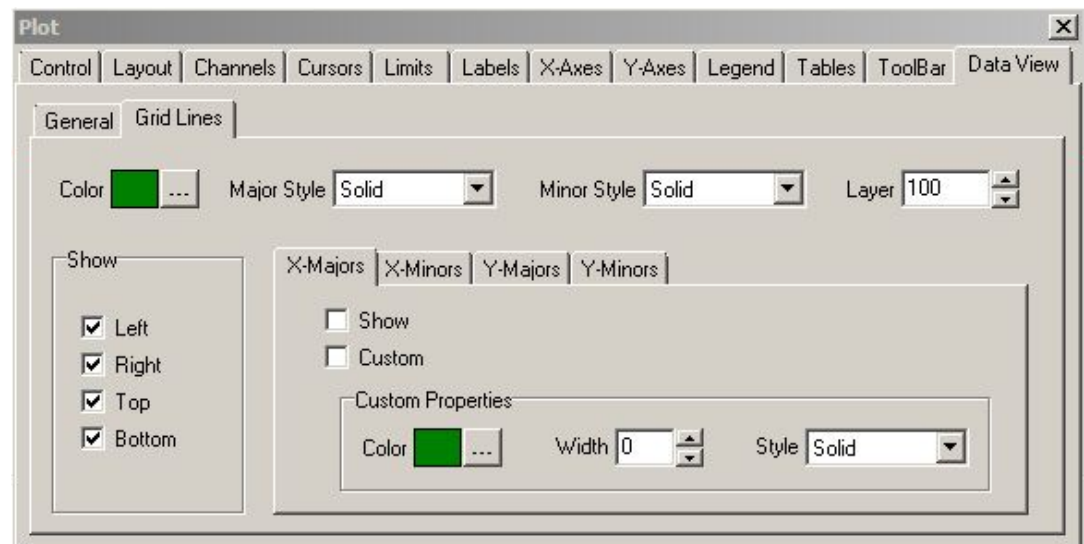 Plot
Control Layout Channels Cursors Limits Labels X-Axes Y-Axes Legend Tables ToolBar Data View
General Grid Lines
Color ... Major Style Solid Minor Style Solid Layer 100
Show
Left
Right
Top
Bottom
X-Majors X-Minors Y-Majors Y-Minors
Show
Custom
Custom Properties
Color ... Width 0 Style Solid